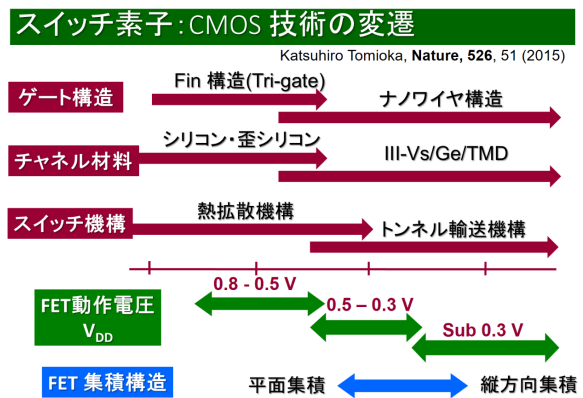 スイッチ素子：CMOS 技術の変遷
Katsuhiro Tomioka, Nature, 526, 51 (2015)
ゲート構造
Fin 構造(Tri-gate)
ナノワイヤ構造
チャネル材料
シリコン・歪シリコン
III-Vs/Ge/TMD
スイッチ機構
熱拡散機構
トンネル輸送機構
FET動作電圧
VDD
0.8 - 0.5 V
0.5 – 0.3 V
Sub 0.3 V
FET 集積構造
平面集積
縦方向集積